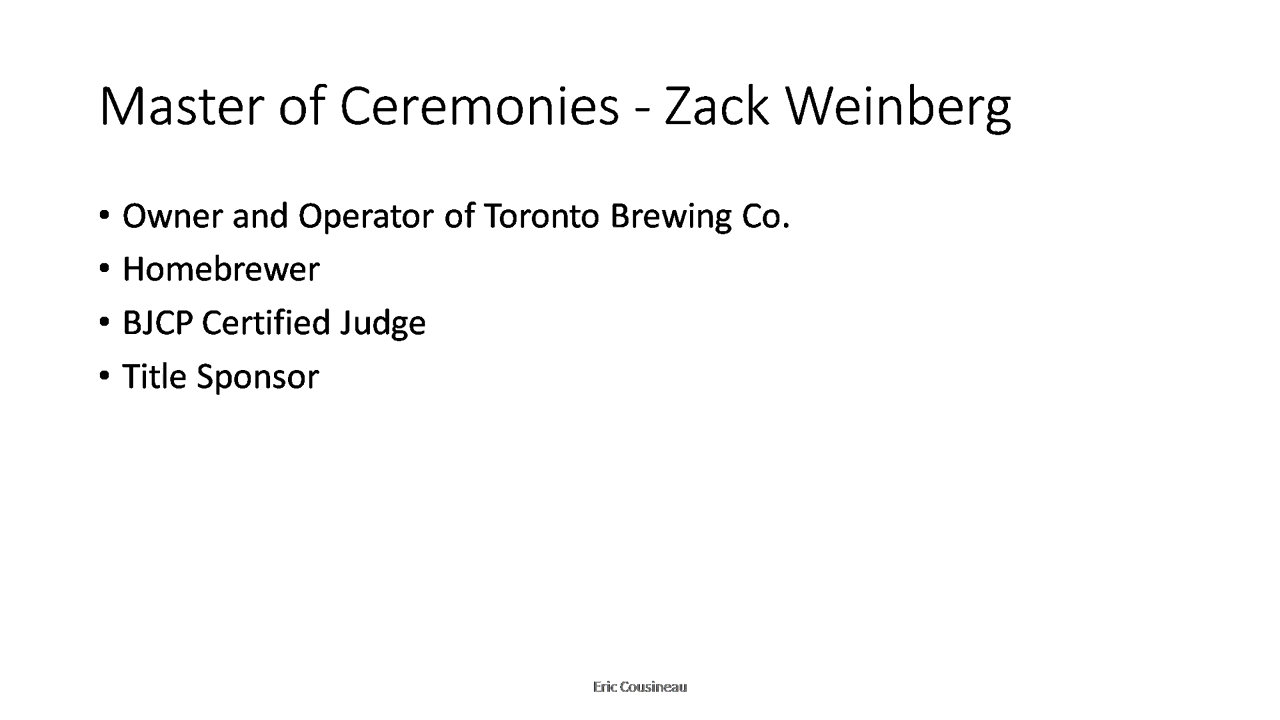 Master of Ceremonies - Zack Weinberg
• Owner and Operator of Toronto Brewing Co.
• Homebrewer
• BJCP Certified Judge
• Title Sponsor
Eric Cousineau